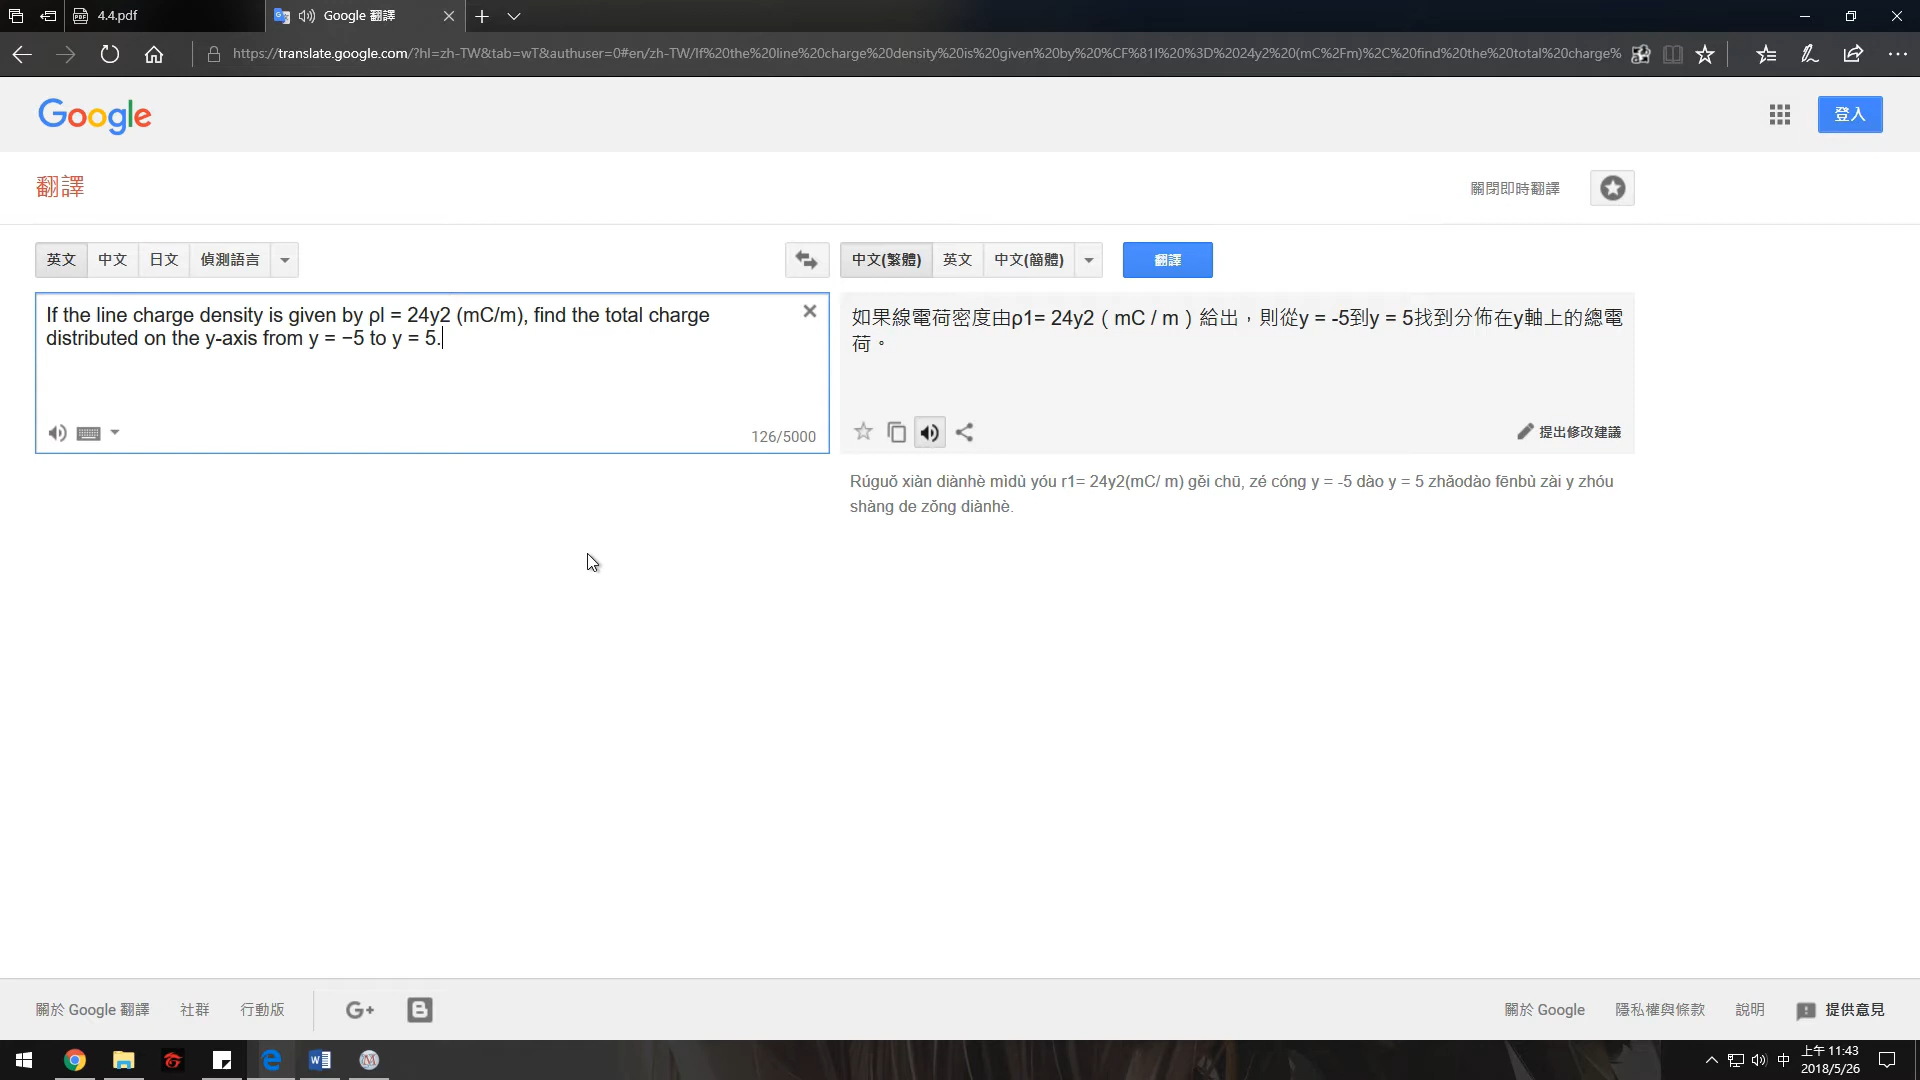 4.4.pdf
Google 翻譯
https://translate.google.com/?hl=zh-TW&tab=wT&authuser=0#en/zh-TW/If%20the%20line%20charge%20density%20is%20given%20by%20%CF%81l%20%3D%2024y2%20(mC%2Fm)%2C%20find%20the%20total%20charge%
Google
登入
翻譯
關閉即時翻譯
英文 中文 日文 偵測語言
中文(繁體) 英文 中文(簡體) 翻譯
If the line charge density is given by ρl = 24y2 (mC/m), find the total charge
distributed on the y-axis from y = −5 to y = 5.
126/5000
如果線電荷密度由ρ1= 24y2（mC / m）給出，則從y = -5到y = 5找到分佈在y軸上的總電
荷。
提出修改建議
Rúguǒ xiàn diànhè mìdù yóu r1= 24y2(mC/ m) gěi chū, zé cóng y = -5 dào y = 5 zhǎodào fēnbù zài y zhóu
shàng de zǒng diànhè.
關於 Google 翻譯 社群 行動版 G+ B
關於 Google 隱私權與條款 說明 提供意見
中
上午 11:43
2018/5/26